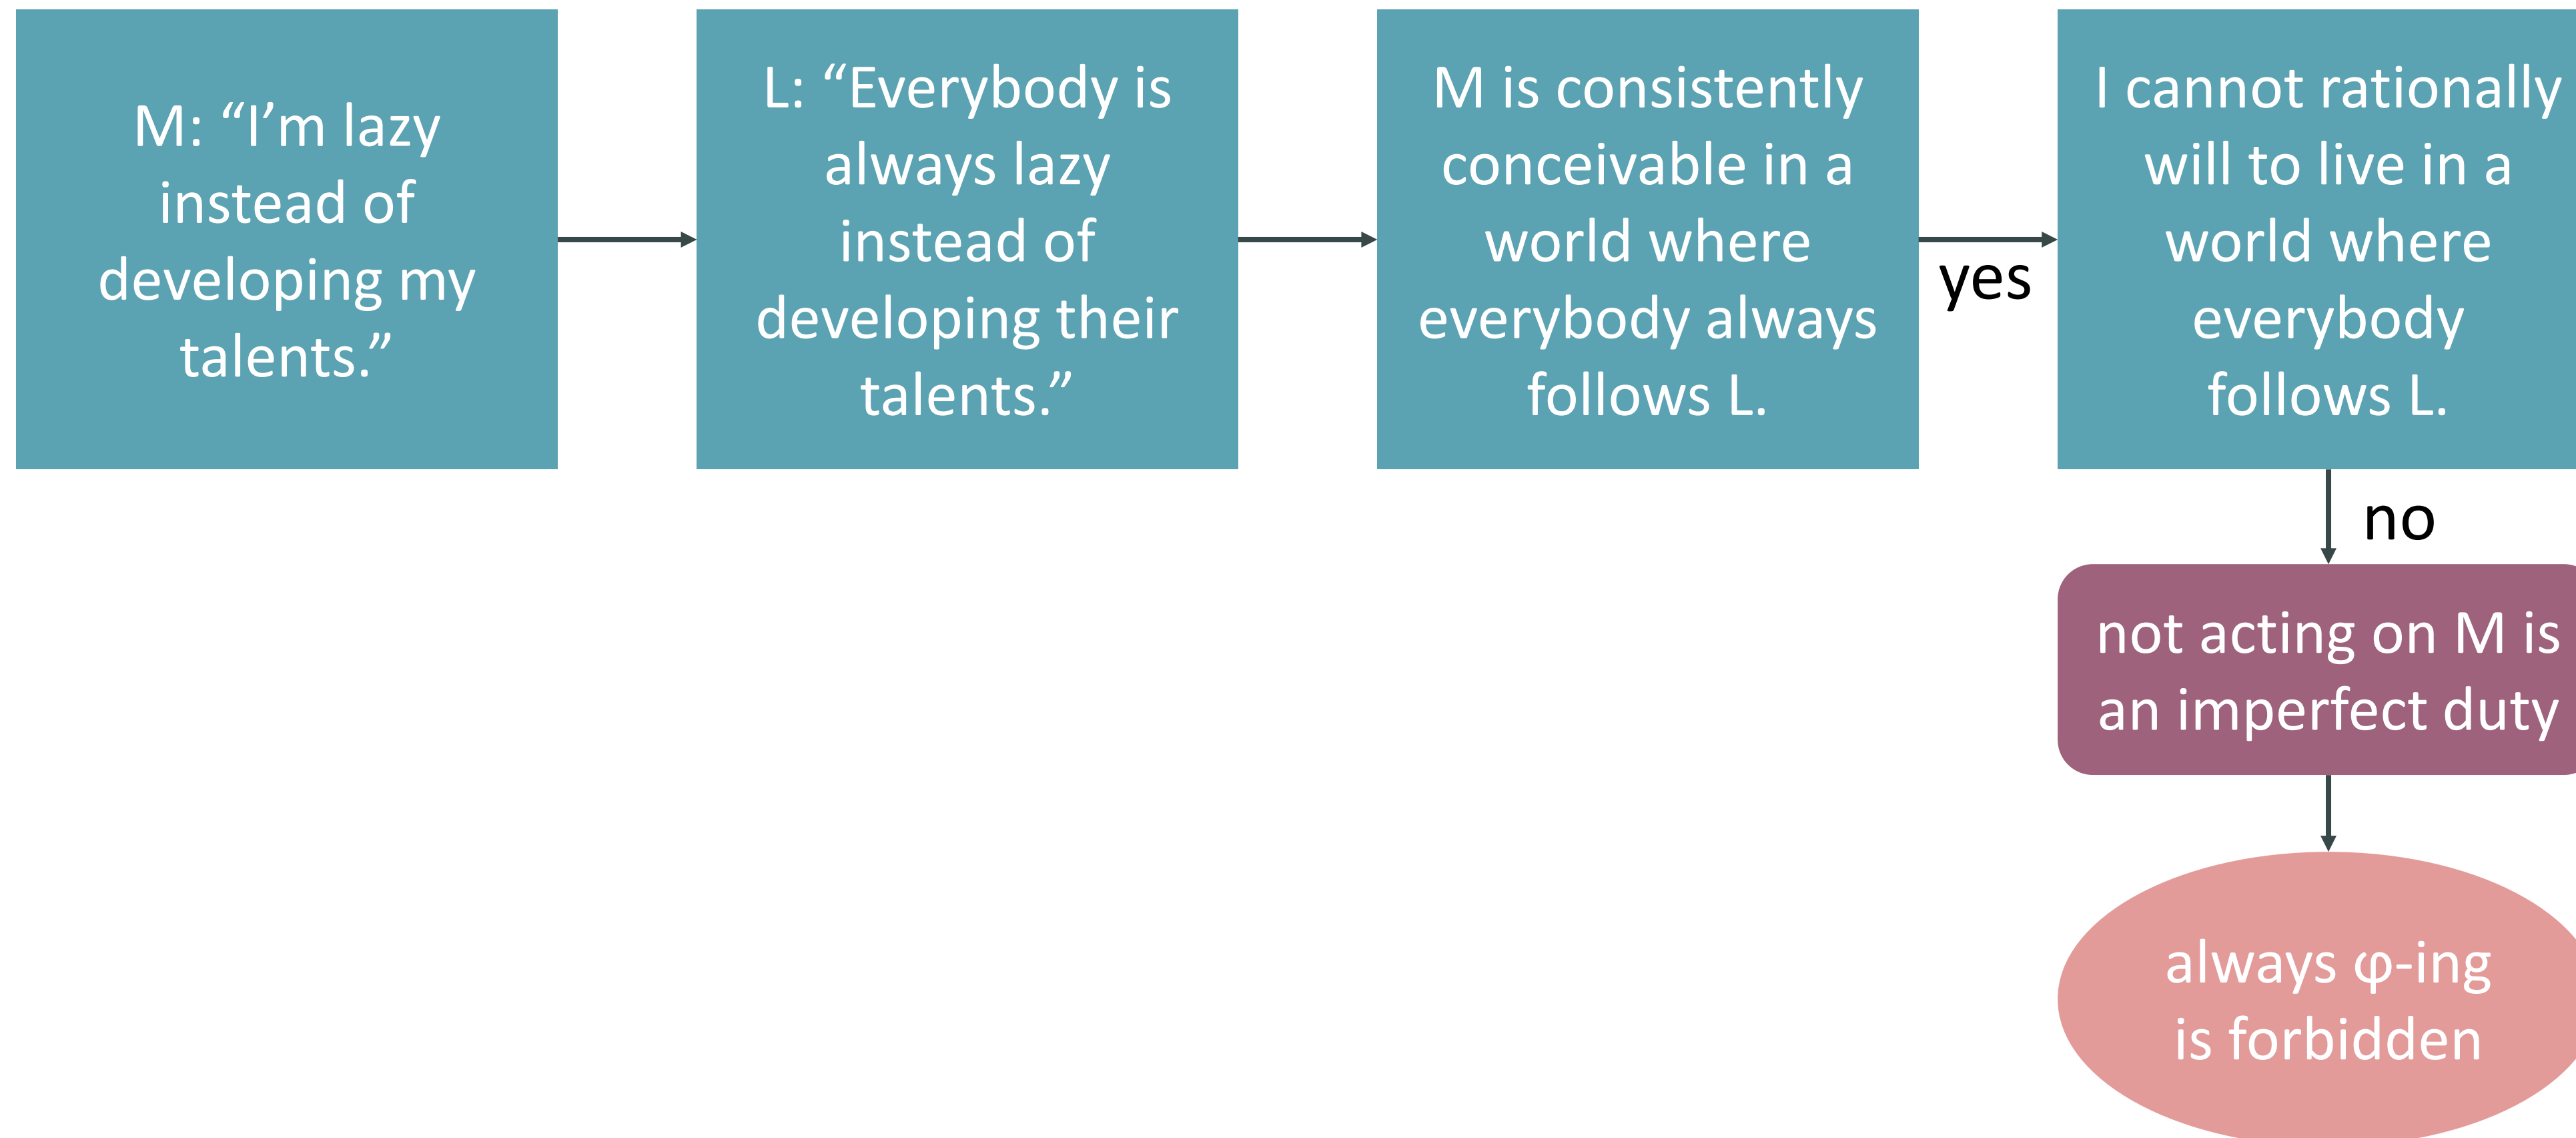 M: “I’m lazy
instead of
developing my
talents.”
L: “Everybody is
always lazy
instead of
developing their
talents.”
M is consistently
conceivable in a
world where
everybody always
follows L.
yes
I cannot rationally
will to live in a
world where
everybody
follows L.
no
not acting on M is
an imperfect duty
always φ-ing
is forbidden